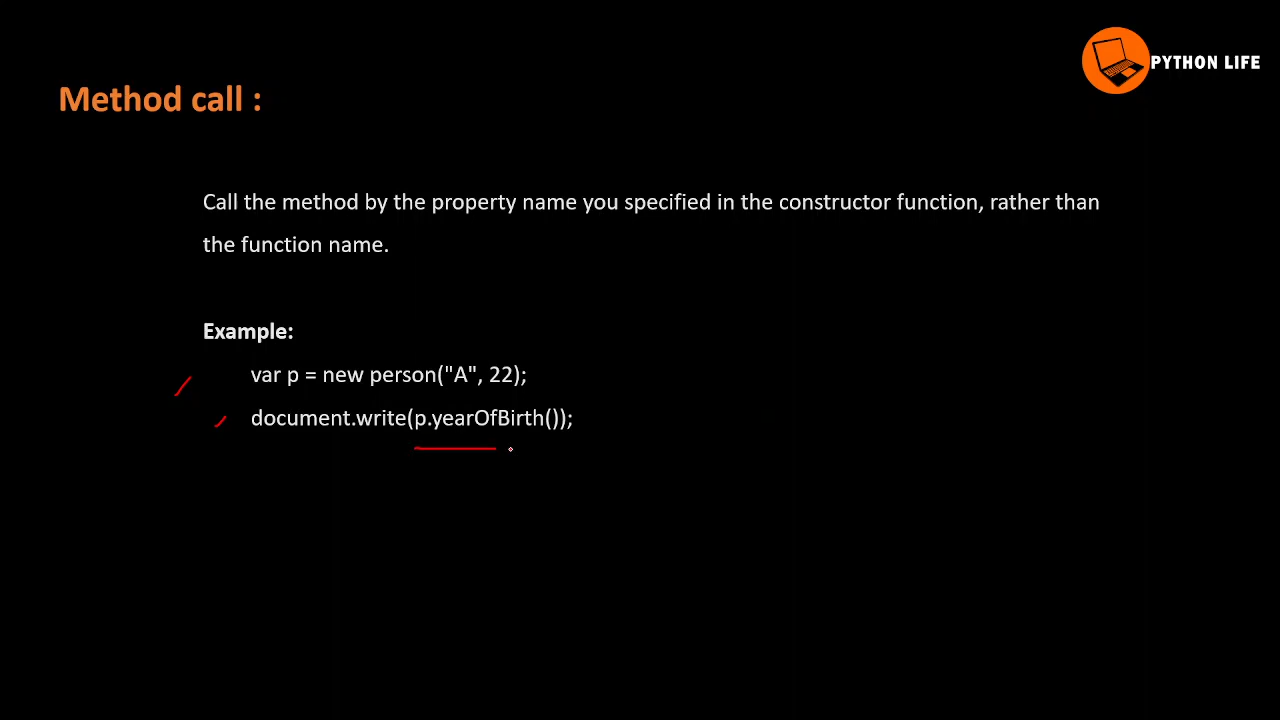 PYTHON LIFE
Method call :
Call the method by the property name you specified in the constructor function, rather than
the function name.
Example:
var p = new person("A", 22);
document.write(p.yearOfBirth());